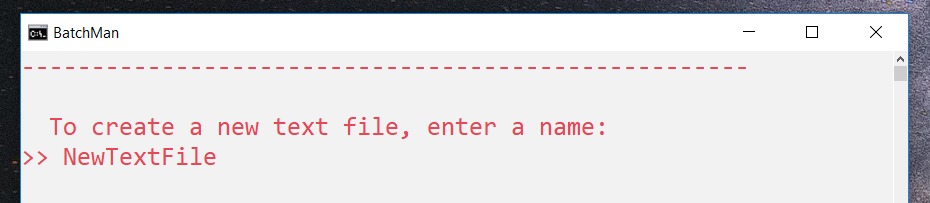 C:\.
BatchMan
-----------------------------------------------------
To create a new text file, enter a name:
>> NewTextFile